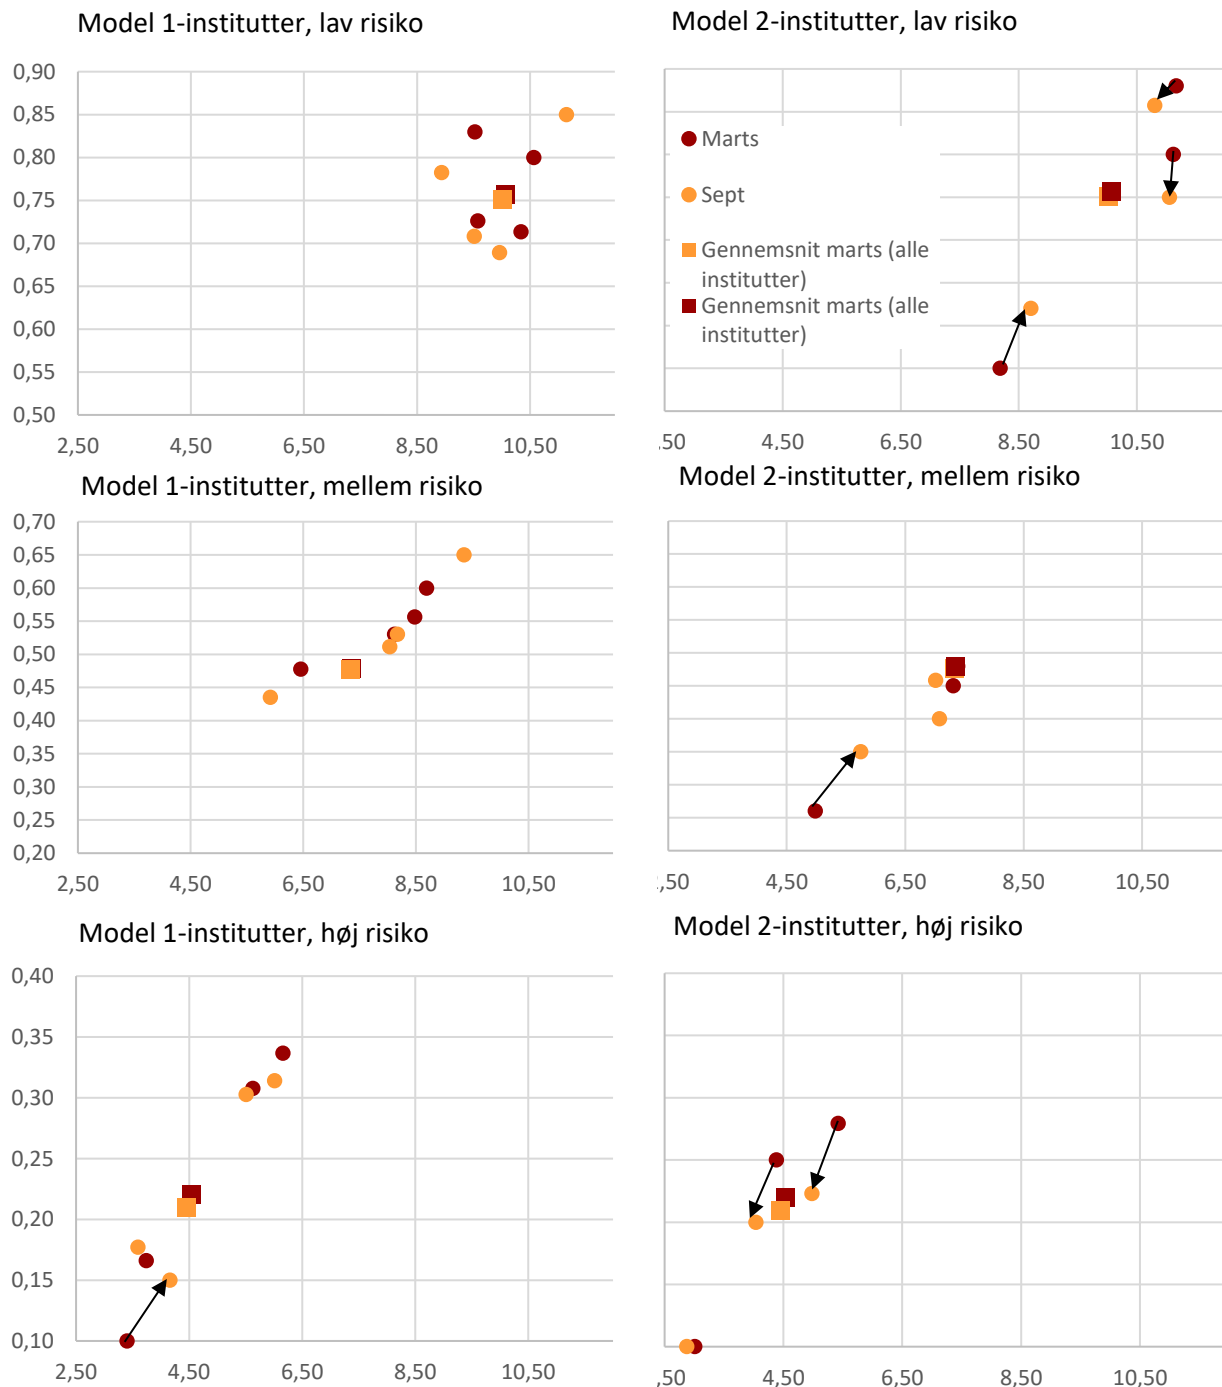 Model 1-institutter, lav risiko
0,90
0,85
0,80
0,75
0,70
0,65
0,60
0,55
0,50
2,50 4,50 6,50 8,50 10,50
Model 2-institutter, lav risiko
Marts
Sept
Gennemsnit marts (alle
institutter)
Gennemsnit marts (alle
institutter)
,50 4,50 8,50 10,50
Model 1-institutter, mellem risiko
0,70
0,65
0,60
0,55
0,50
0,45
0,40
0,35
0,30
0,25
0,20
2,50 4,50 6,50 8,50 10,50
Model 2-institutter, mellem risiko
,50 4,50 6,50 8,50 10,50
Model 1-institutter, høj risiko
0,40
0,35
0,30
0,25
0,20
0,15
0,10
2,50 4,50 6,50 8,50 10,50
Model 2-institutter, høj risiko
2,50 4,50 6,50 8,50 10,50